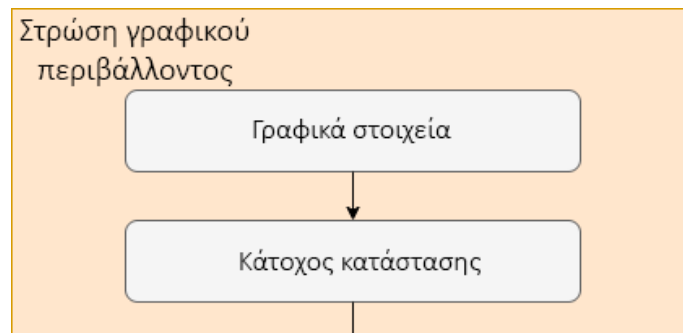 Στρώση γραφικού
περιβάλλοντος
Γραφικά στοιχεία
Κάτοχος κατάστασης